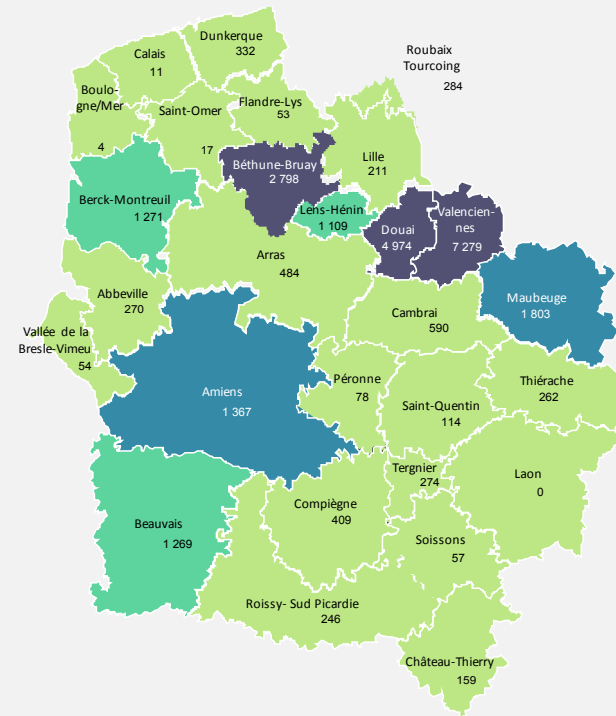 Dunkerque
332
Calais
11
Roubaix
Tourcoing
284
Boulo-
gne/Mer
4
Saint-Omer
17
Flandre-Lys
53
Béthune-Bruay
2 798
Lille
211
Berck-Montreuil
1 271
Lens-Hénin
1 109
Douai
4 974
Valencien-
nes
7 279
Arras
484
Maubeuge
1 803
Abbeville
270
Cambrai
590
Vallée de la
Bresle-Vimeu
54
Amiens
1 367
Péronne
78
Saint-Quentin
114
Thiérache
262
Tergnier
274
Laon
0
Compiègne
409
Beauvais
1 269
Soissons
57
Roissy- Sud Picardie
246
Château-Thierry
159